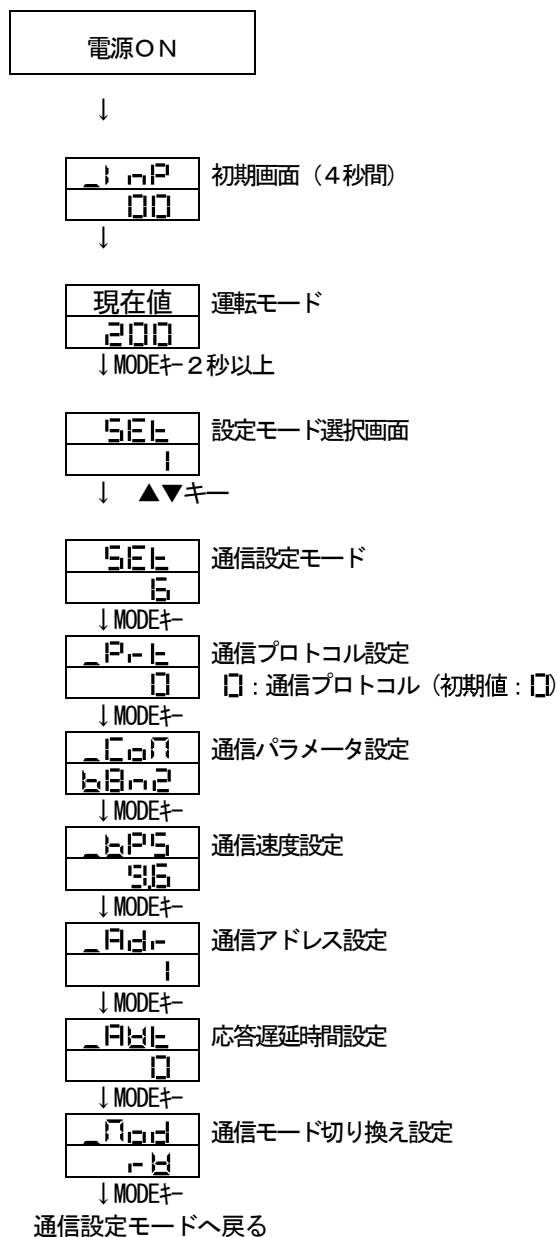 電源ON
↓
_InP 初期画面（4秒間）
00
↓
現在値 運転モード
200
↓MODEｷｰ2秒以上
SEt 設定モード選択画面
1
↓ ▲▼キー
SEt 通信設定モード
6
↓MODEｷｰ
_Prt 通信プロトコル設定
0 0：通信プロトコル（初期値：0）
↓MODEｷｰ
_CoM 通信パラメータ設定
b8n2
↓MODEｷｰ
_bPS 通信速度設定
9.6
↓MODEｷｰ
_Adr 通信アドレス設定
1
↓MODEｷｰ
_AWt 応答遅延時間設定
0
↓MODEｷｰ
_Mod 通信モード切り換え設定
rW
↓MODEｷｰ
通信設定モードへ戻る